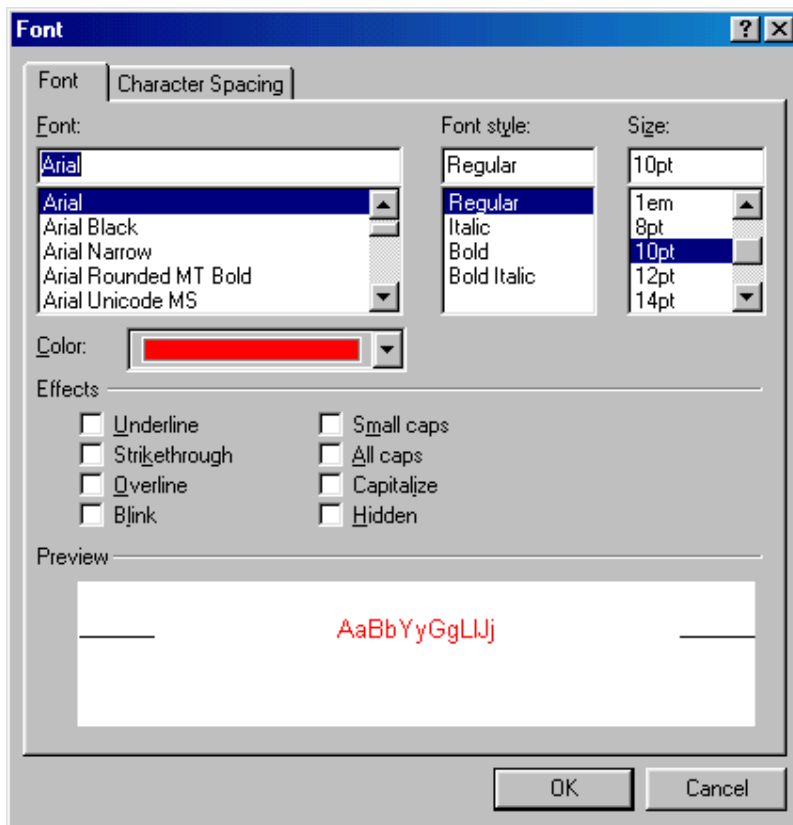 Font
Font Character Spacing
Font: Font style: Size:
Arial Regular 10pt
Arial Regular 1em
Arial Black Italic 8pt
Arial Narrow Bold 10pt
Arial Rounded MT Bold Bold Italic 12pt
Arial Unicode MS 14pt
Color:
Effects
Underline Small caps
Strikethrough All caps
Overline Capitalize
Blink Hidden
Preview
AaBbYyGgLlJj
OK Cancel